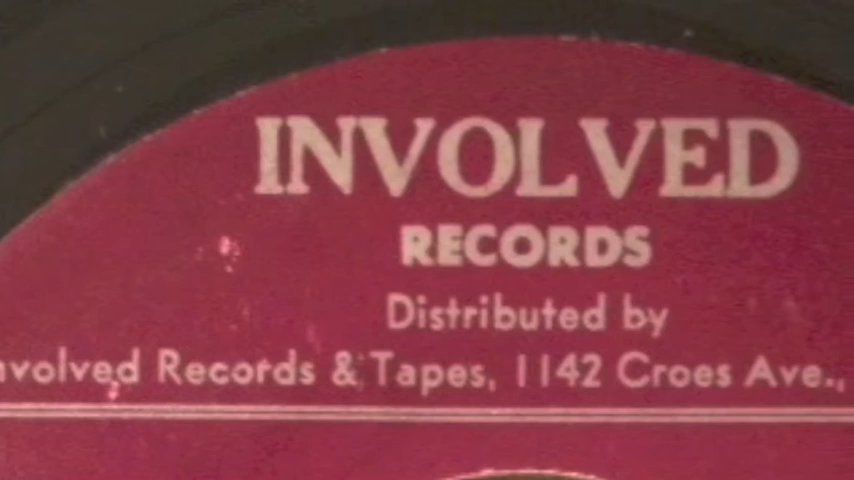 INVOLVED
RECORDS
Distributed by
nvolved Records & Tapes, 1142 Croes Ave.,